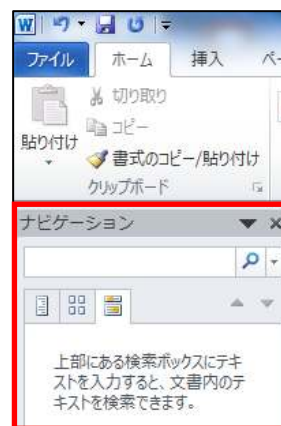 W
ファイル ホーム 挿入 ペ
切り取り
コピー
貼り付け
書式のコピー/貼り付け
クリップボード
ナビゲーション
上部にある検索ボックスにテキ
ストを入力すると、文書内のテ
キストを検索できます。